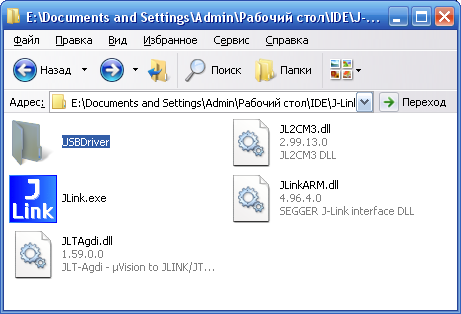 E:\Documents and Settings\Admin\Рабочий стол\IDE\J-...
Файл Правка Вид Избранное Сервис Справка
Назад Поиск Папки
Адрес: E:\Documents and Settings\Admin\Рабочий стол\IDE\J-Link Переход
USBDriver
JL2CM3.dll
2.99.13.0
JL2CM3 DLL
J Link
JLink.exe
JLinkARM.dll
4.96.4.0
SEGGER J-Link interface DLL
JLTAgdi.dll
1.59.0.0
JLT-Agdi - µVision to JLINK/JT...